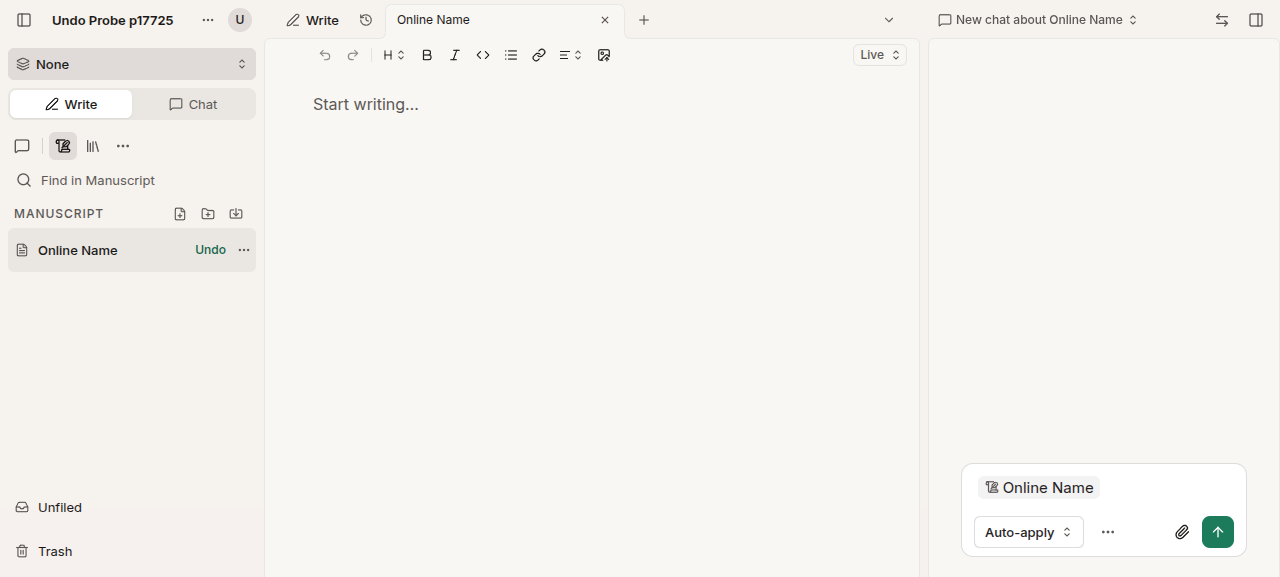 Undo Probe p17725
U
None
Write
Chat
Find in Manuscript
MANUSCRIPT
Online Name
Undo
Unfiled
Trash
Write
Online Name
H
B
I
Live
Start writing...
New chat about Online Name
Online Name
Auto-apply